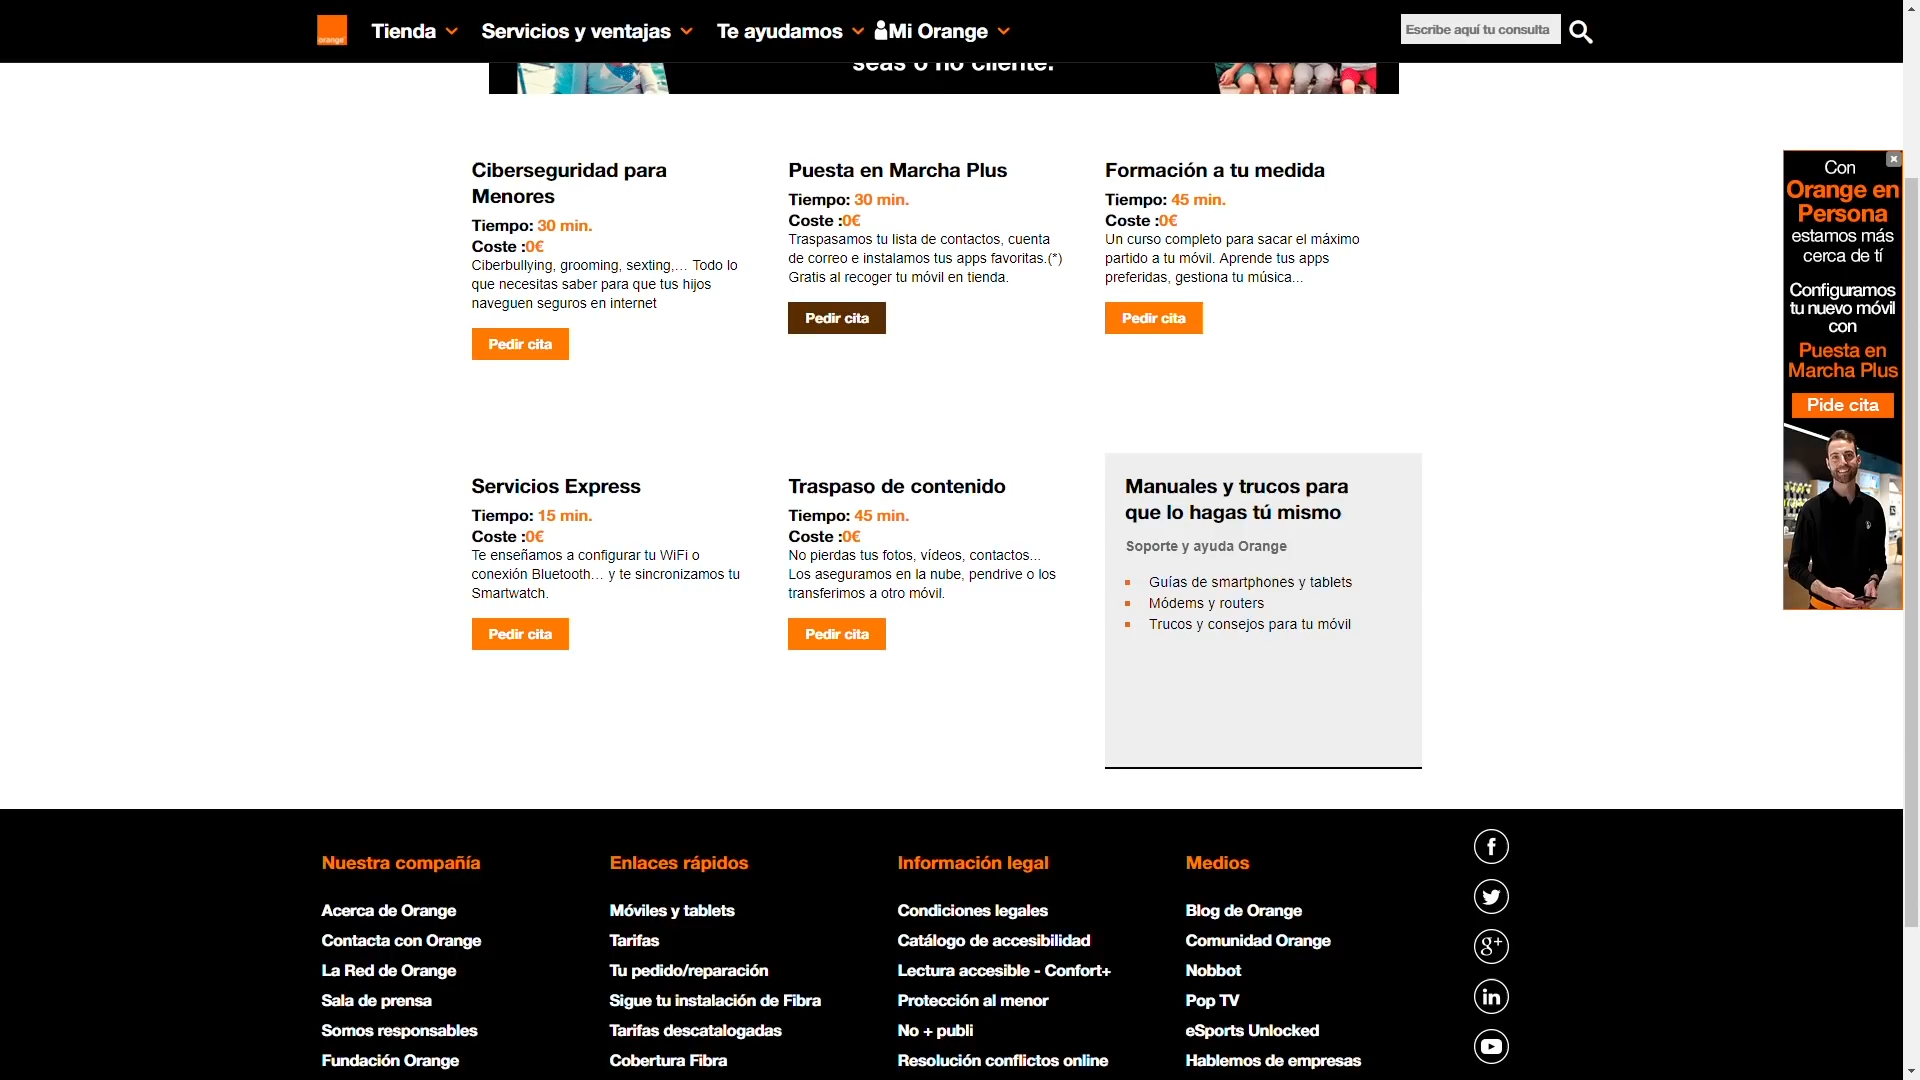 orange
Tienda
Servicios y ventajas
Te ayudamos
Mi Orange
Escribe aquí tu consulta
seas o no cliente.
Ciberseguridad para
Menores
Tiempo: 30 min.
Coste :0€
Ciberbullying, grooming, sexting,... Todo lo
que necesitas saber para que tus hijos
naveguen seguros en internet
Pedir cita
Puesta en Marcha Plus
Tiempo: 30 min.
Coste :0€
Traspasamos tu lista de contactos, cuenta
de correo e instalamos tus apps favoritas.(*)
Gratis al recoger tu móvil en tienda.
Pedir cita
Formación a tu medida
Tiempo: 45 min.
Coste :0€
Un curso completo para sacar el máximo
partido a tu móvil. Aprende tus apps
preferidas, gestiona tu música...
Pedir cita
Servicios Express
Tiempo: 15 min.
Coste :0€
Te enseñamos a configurar tu WiFi o
conexión Bluetooth... y te sincronizamos tu
Smartwatch.
Pedir cita
Traspaso de contenido
Tiempo: 45 min.
Coste :0€
No pierdas tus fotos, vídeos, contactos...
Los aseguramos en la nube, pendrive o los
transferimos a otro móvil.
Pedir cita
Manuales y trucos para
que lo hagas tú mismo
Soporte y ayuda Orange
Guías de smartphones y tablets
Módems y routers
Trucos y consejos para tu móvil
Con
Orange en
Persona
estamos más
cerca de tí
Configuramos
tu nuevo móvil
con
Puesta en
Marcha Plus
Pide cita
Nuestra compañía
Acerca de Orange
Contacta con Orange
La Red de Orange
Sala de prensa
Somos responsables
Fundación Orange
Enlaces rápidos
Móviles y tablets
Tarifas
Tu pedido/reparación
Sigue tu instalación de Fibra
Tarifas descatalogadas
Cobertura Fibra
Información legal
Condiciones legales
Catálogo de accesibilidad
Lectura accesible - Confort+
Protección al menor
No + publi
Resolución conflictos online
Medios
Blog de Orange
Comunidad Orange
Nobbot
Pop TV
eSports Unlocked
Hablemos de empresas